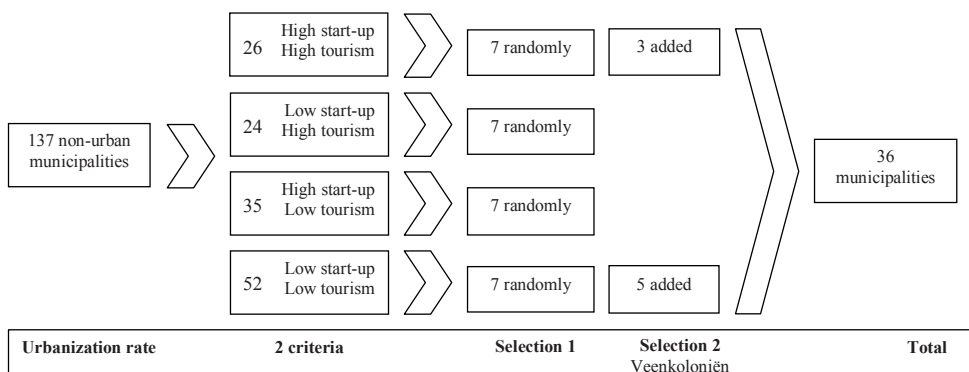 137 non-urban
municipalities
26
High start-up
High tourism
7 randomly
3 added
24
Low start-up
High tourism
7 randomly
35
High start-up
Low tourism
7 randomly
52
Low start-up
Low tourism
7 randomly
5 added
36
municipalities
Urbanization rate
2 criteria
Selection 1
Selection 2
Veenkoloniën
Total